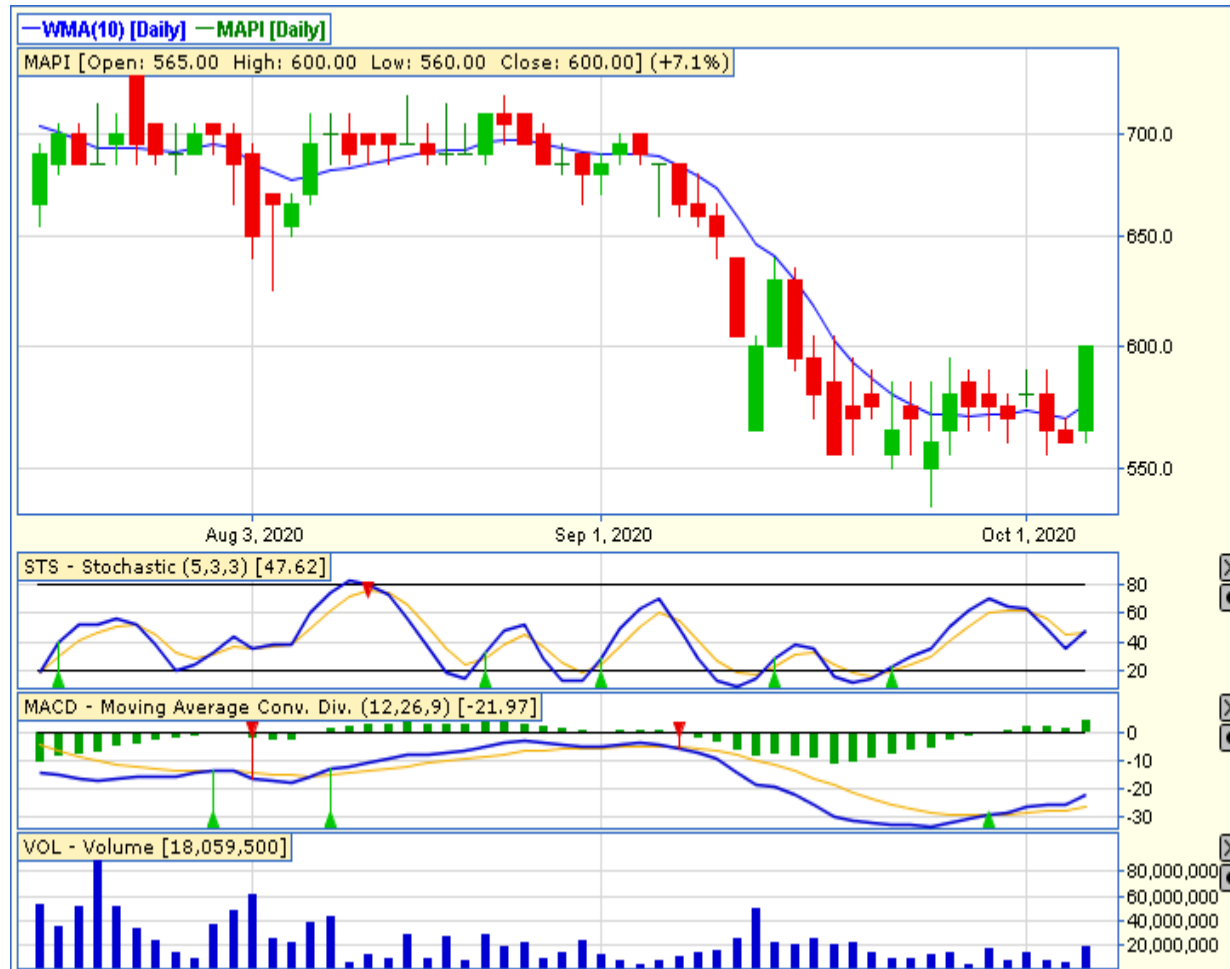 WMA(10) [Daily] MAPI [Daily]
MAPI [Open: 565.00 High: 600.00 Low: 560.00 Close: 600.00] (+7.1%)
700.0
650.0
600.0
550.0
Aug 3, 2020 Sep 1, 2020 Oct 1, 2020
STS - Stochastic (5,3,3) [47.62]
80
60
40
20
MACD - Moving Average Conv. Div. (12,26,9) [-21.97]
0
-10
-20
-30
VOL - Volume [18,059,500]
80,000,000
60,000,000
40,000,000
20,000,000